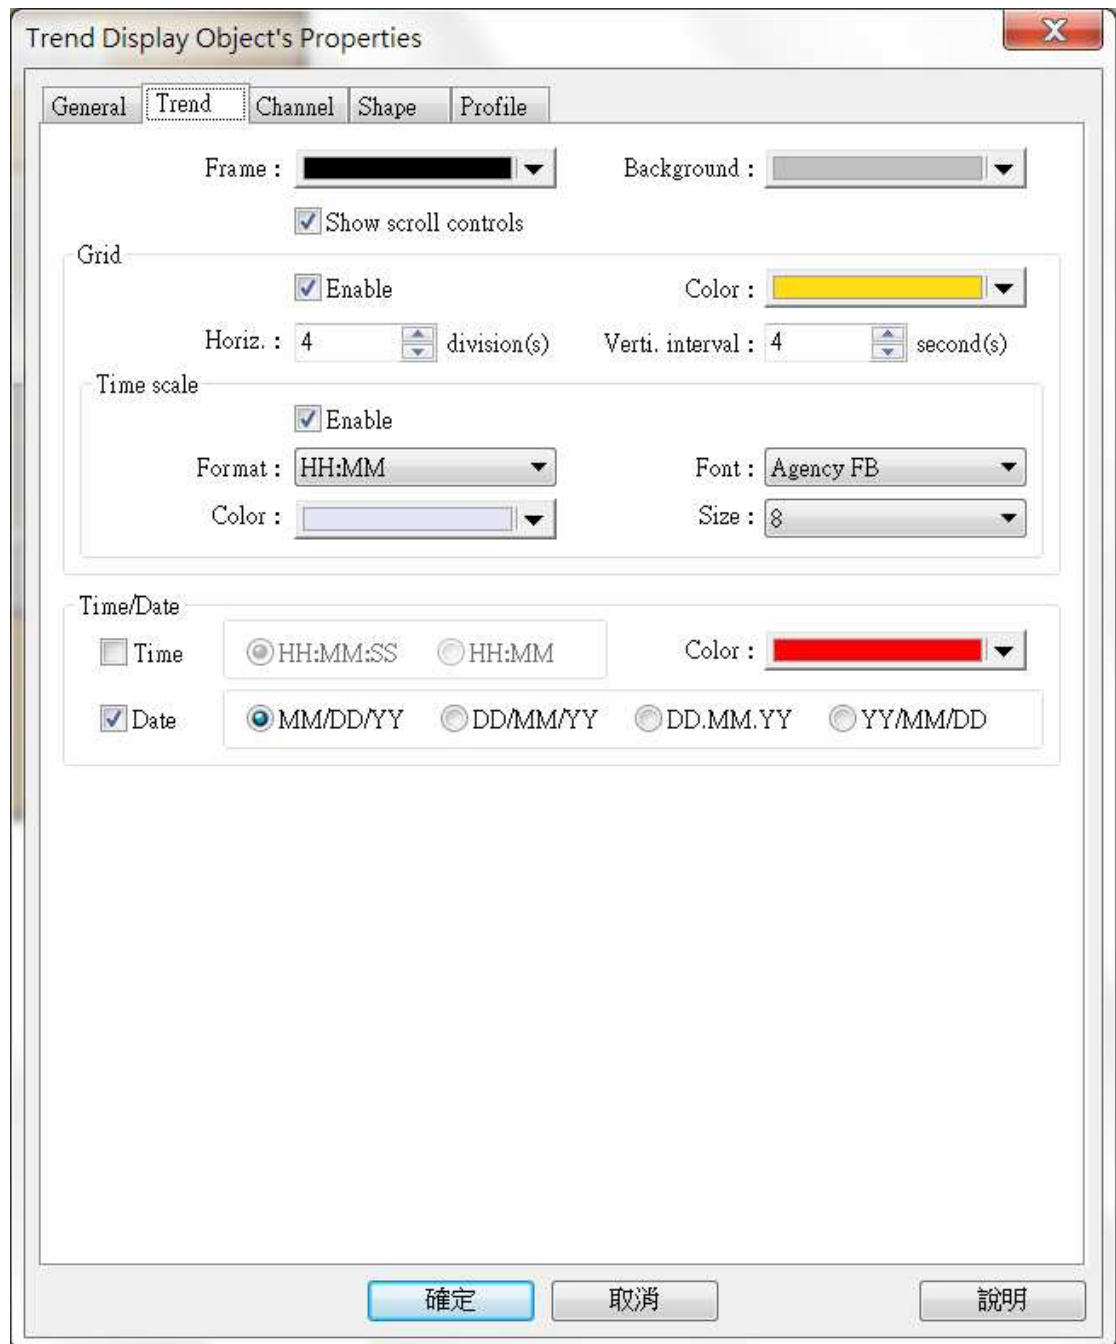 Trend Display Object's Properties
General Trend Channel Shape Profile
Frame : Background :
Show scroll controls
Grid
Enable Color :
Horiz. : 4 division(s) Verti. interval : 4 second(s)
Time scale
Enable
Format : HH:MM Font : Agency FB
Color : Size : 8
Time/Date
Time HH:MM:SS HH:MM Color :
Date MM/DD/YY DD/MM/YY DD.MM.YY YY/MM/DD
確定 取消 說明